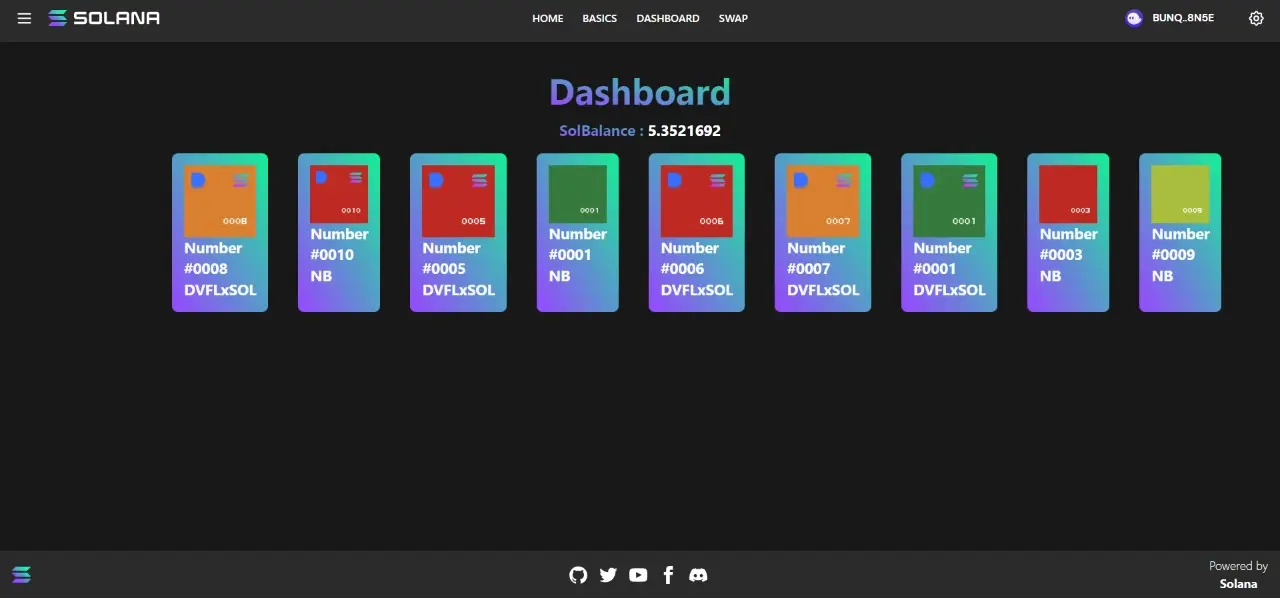 SOLANA
HOME BASICS DASHBOARD SWAP
BUNQ..8N5E
Dashboard
SolBalance : 5.3521692
0008
Number
#0008
DVFLxSOL
0010
Number
#0010
NB
0005
Number
#0005
DVFLxSOL
0001
Number
#0001
NB
0006
Number
#0006
DVFLxSOL
0007
Number
#0007
DVFLxSOL
0001
Number
#0001
DVFLxSOL
0003
Number
#0003
NB
0009
Number
#0009
NB
Powered by
Solana